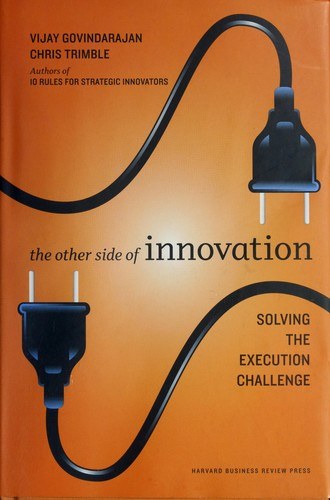 VIJAY GOVINDARAJAN
CHRIS TRIMBLE
Authors of
10 RULES FOR STRATEGIC INNOVATORS
the other side of innovation
SOLVING
THE
EXECUTION
CHALLENGE
HARVARD BUSINESS REVIEW PRESS